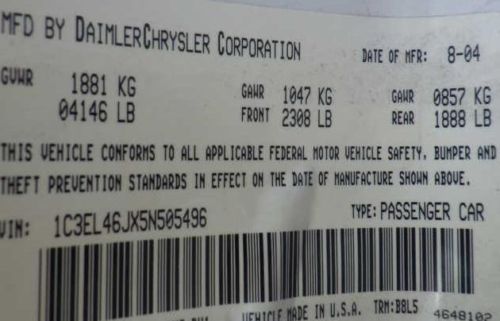 MFD BY DAIMLERCHRYSLER CORPORATION DATE OF MFR: 8-04
GVWR 1881 KG GAWR 1047 KG GAWR 0857 KG
04146 LB FRONT 2308 LB REAR 1888 LB
THIS VEHICLE CONFORMS TO ALL APPLICABLE FEDERAL MOTOR VEHICLE SAFETY, BUMPER AND
THEFT PREVENTION STANDARDS IN EFFECT ON THE DATE OF MANUFACTURE SHOWN ABOVE.
VIN: 1C3EL46JX5N505496 TYPE: PASSENGER CAR
VEHICLE MADE IN U.S.A. TRM:B8L5 4648102